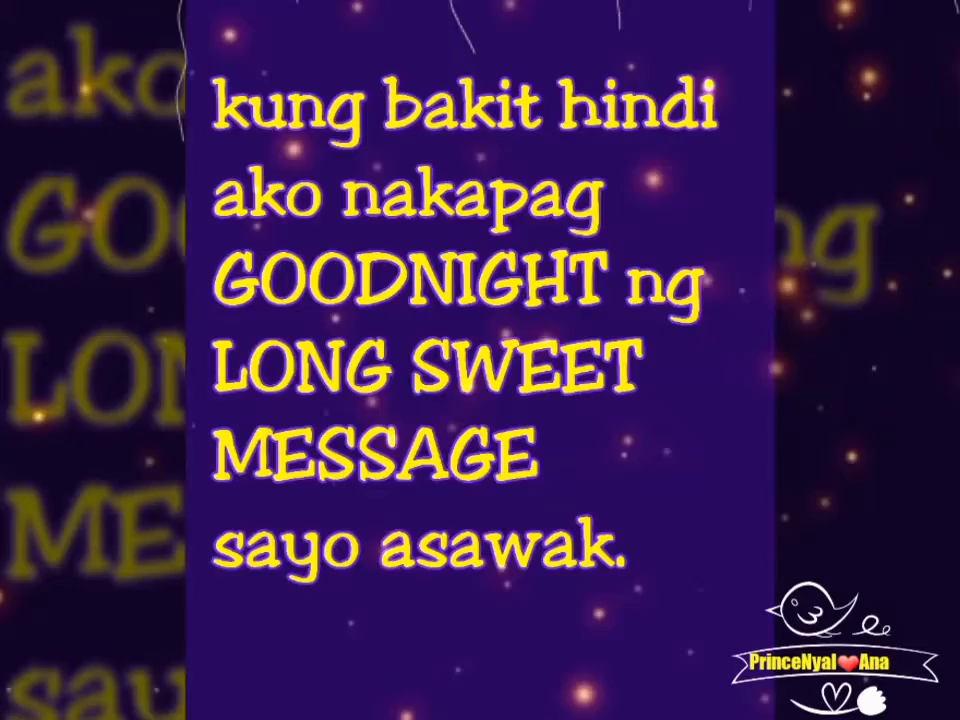 kung bakit hindi
ako nakapag
GOODNIGHT ng
LONG SWEET
MESSAGE
sayo asawak.
PrinceNyal❤Ana